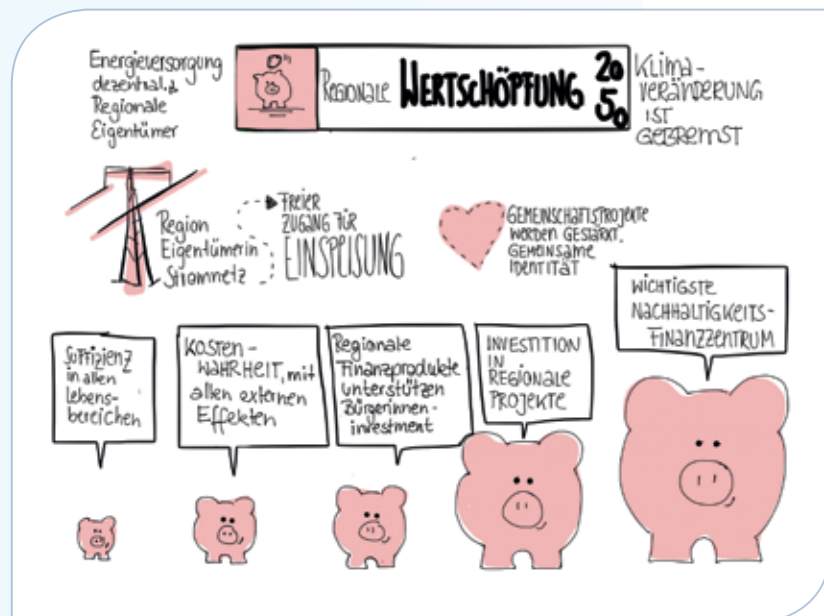 Energieversorgung
dezentral &
Regionale
Eigentümer
REGIONALE WERTSCHÖPFUNG 20
50
KLIMA-
VERÄNDERUNG
IST
GEBREMST
Region
Eigentümerin
Stromnetz
FREIER
ZUGANG FÜR
EINSPEISUNG
GEMEINSCHAFTSPROJEKTE
WERDEN GESTÄRKT.
GEMEINSAME
IDENTITÄT
SUFFIZIENZ
in allen
Lebens-
bereichen
KOSTEN-
WAHRHEIT, mit
allen externen
Effekten
Regionale
Finanzprodukte
unterstützen
Bürgerinnen-
investment
INVESTITION
IN
REGIONALE
PROJEKTE
WICHTIGSTE
NACHHALTIGKEITS-
FINANZZENTRUM